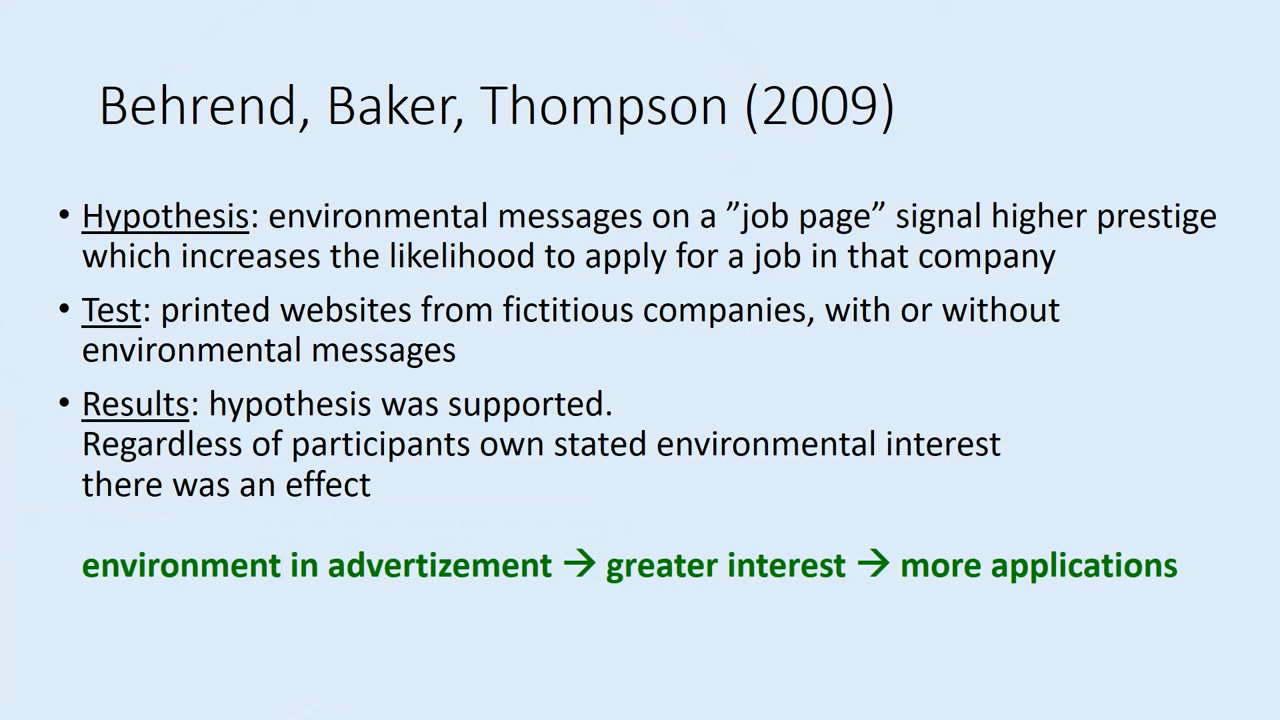 Behrend, Baker, Thompson (2009)
• Hypothesis: environmental messages on a ”job page” signal higher prestige
which increases the likelihood to apply for a job in that company
• Test: printed websites from fictitious companies, with or without
environmental messages
• Results: hypothesis was supported.
Regardless of participants own stated environmental interest
there was an effect
environment in advertizement → greater interest → more applications